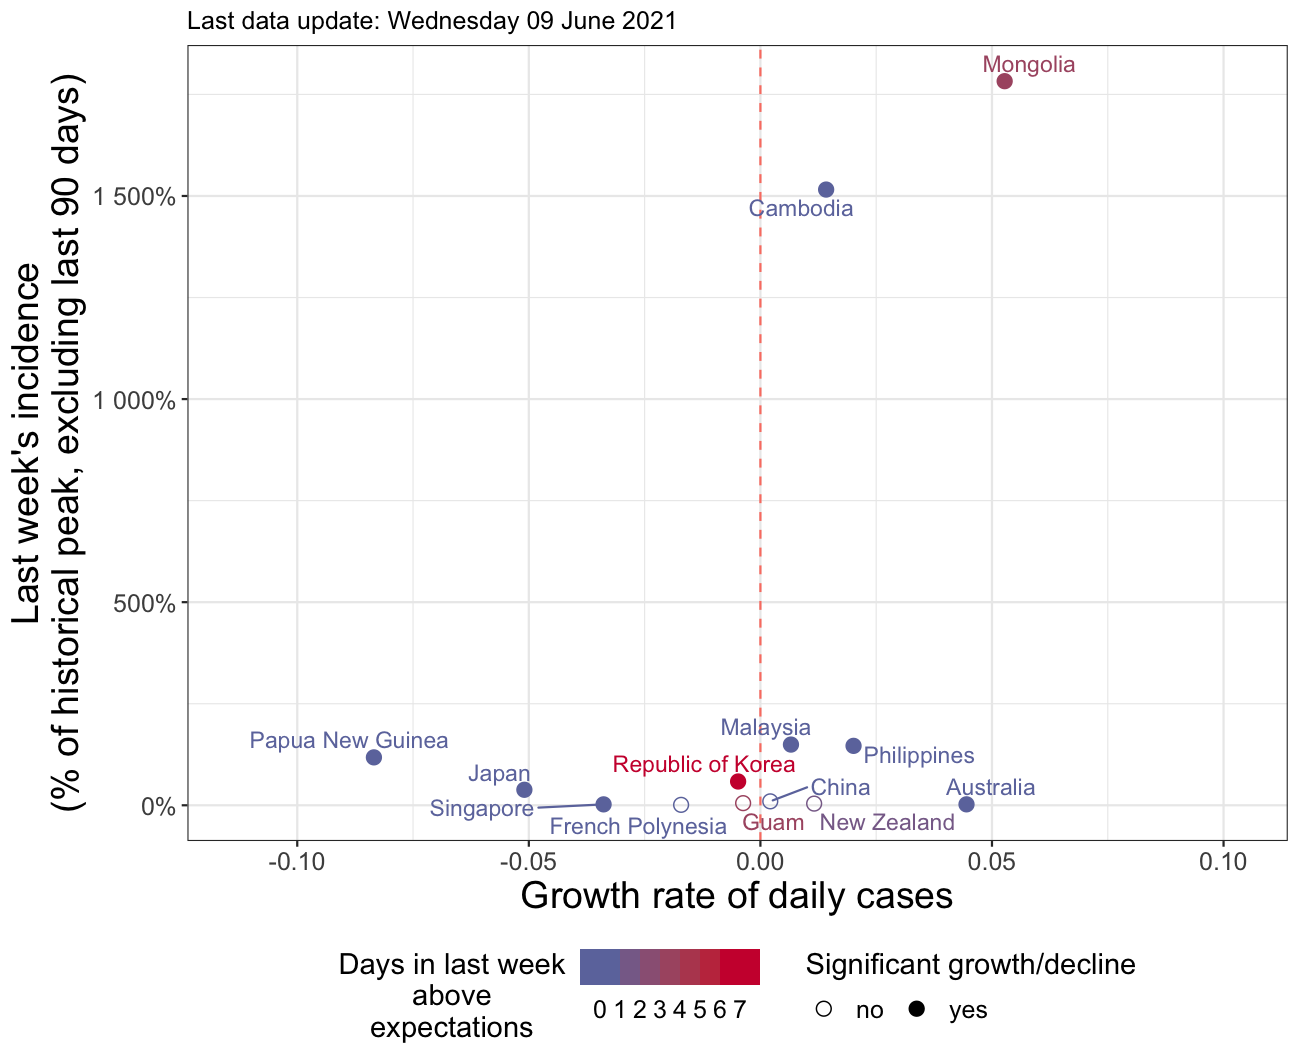 Last data update: Wednesday 09 June 2021
Last week's incidence
(% of historical peak, excluding last 90 days)
1 500%
1 000%
500%
0%
Mongolia
Cambodia
Malaysia
Papua New Guinea
Philippines
Republic of Korea
Japan
China
Australia
Singapore
French Polynesia
Guam
New Zealand
-0.10
-0.05
0.00
0.05
0.10
Growth rate of daily cases
Days in last week
above
expectations
0 1 2 3 4 5 6 7
Significant growth/decline
no
yes